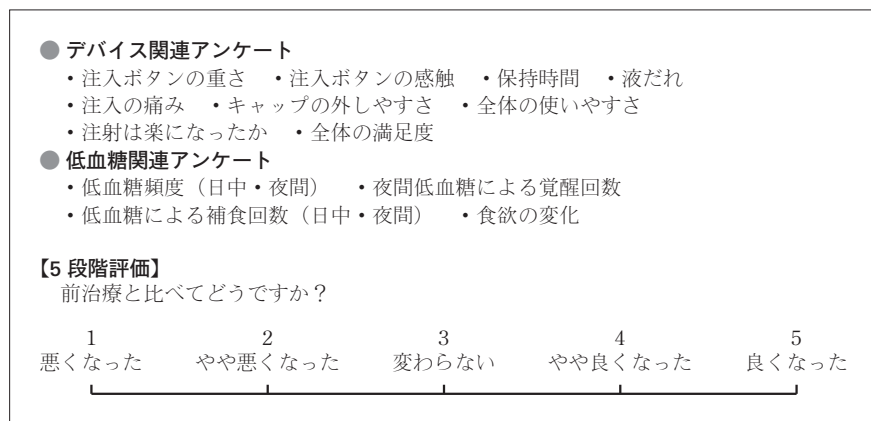 ● デバイス関連アンケート
・注入ボタンの重さ ・注入ボタンの感触 ・保持時間 ・液だれ
・注入の痛み ・キャップの外しやすさ ・全体の使いやすさ
・注射は楽になったか ・全体の満足度
● 低血糖関連アンケート
・低血糖頻度（日中・夜間） ・夜間低血糖による覚醒回数
・低血糖による補食回数（日中・夜間） ・食欲の変化
【5 段階評価】
前治療と比べてどうですか？
1 2 3 4 5
悪くなった やや悪くなった 変わらない やや良くなった 良くなった